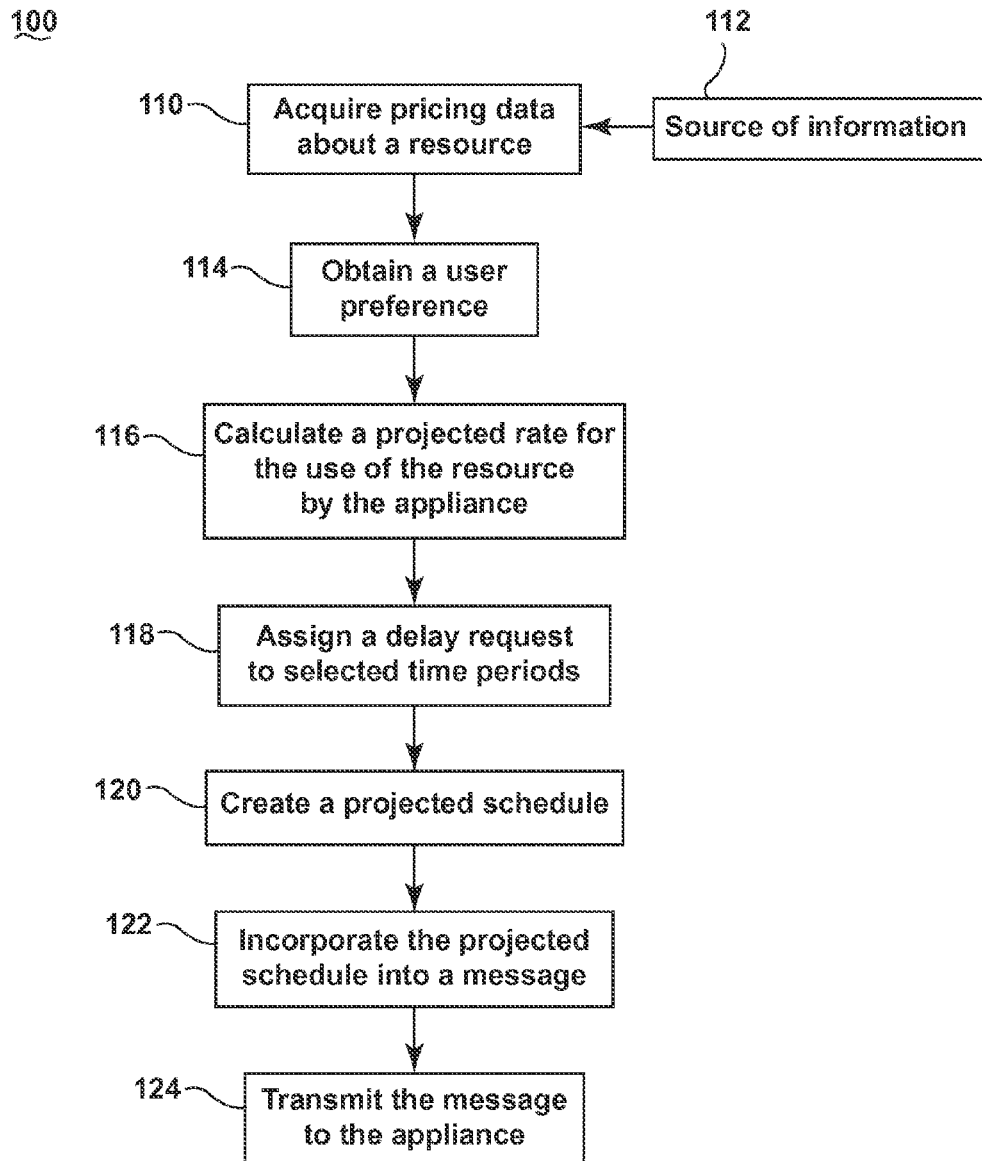 100
112
110
Acquire pricing data
about a resource
Source of information
114
Obtain a user
preference
116
Calculate a projected rate for
the use of the resource
by the appliance
118
Assign a delay request
to selected time periods
120
Create a projected schedule
122
Incorporate the projected
schedule into a message
124
Transmit the message
to the appliance